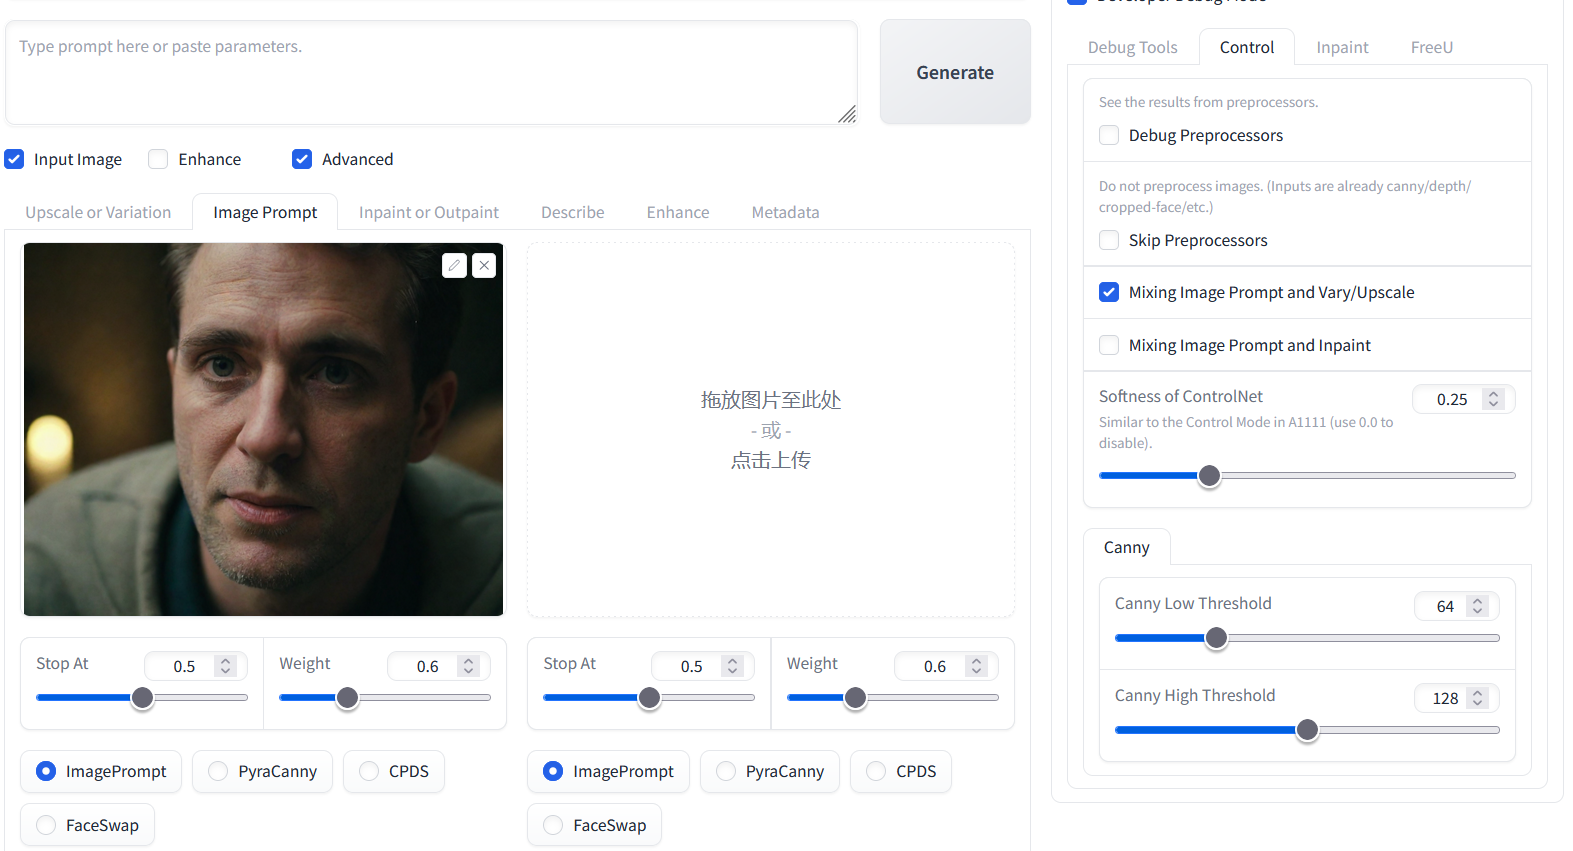 Type prompt here or paste parameters.
Generate
Input Image
Enhance
Advanced
Upscale or Variation
Image Prompt
Inpaint or Outpaint
Describe
Enhance
Metadata
拖放图片至此处
- 或 -
点击上传
Stop At
0.5
Weight
0.6
Stop At
0.5
Weight
0.6
ImagePrompt
PyraCanny
CPDS
FaceSwap
ImagePrompt
PyraCanny
CPDS
FaceSwap
Developer Debug Mode
Debug Tools
Control
Inpaint
FreeU
See the results from preprocessors.
Debug Preprocessors
Do not preprocess images. (Inputs are already canny/depth/
cropped-face/etc.)
Skip Preprocessors
Mixing Image Prompt and Vary/Upscale
Mixing Image Prompt and Inpaint
Softness of ControlNet
0.25
Similar to the Control Mode in A1111 (use 0.0 to
disable).
Canny
Canny Low Threshold
64
Canny High Threshold
128